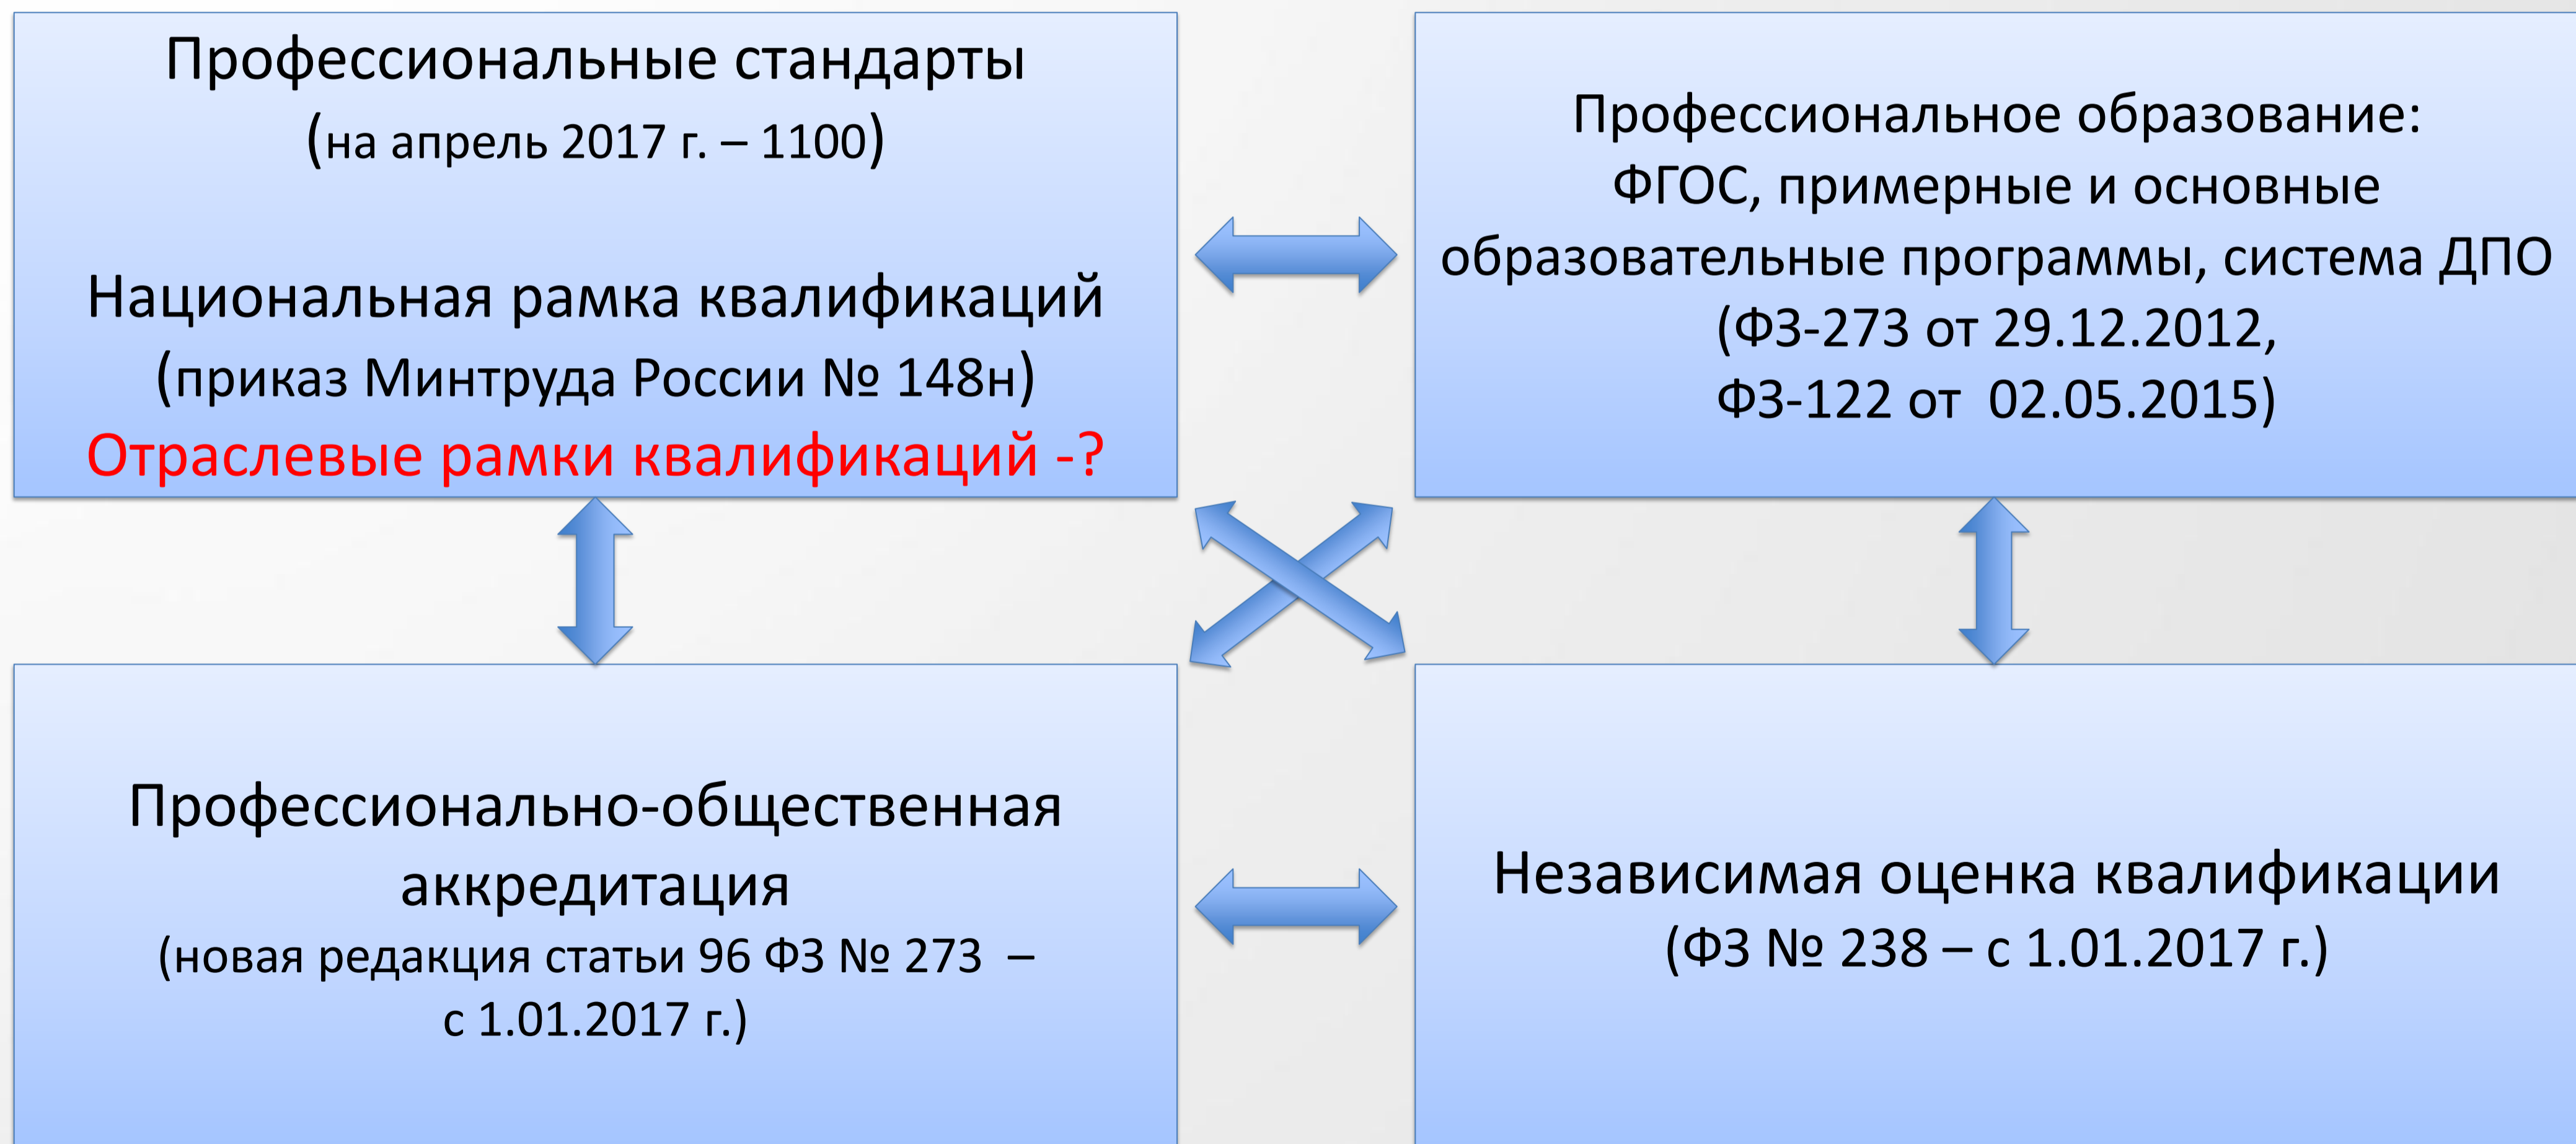 Профессиональные стандарты
(на апрель 2017 г. – 1100)
Национальная рамка квалификаций
(приказ Минтруда России № 148н)
Отраслевые рамки квалификаций -?
Профессиональное образование:
ФГОС, примерные и основные
образовательные программы, система ДПО
(ФЗ-273 от 29.12.2012,
ФЗ-122 от  02.05.2015)
Профессионально-общественная
аккредитация
(новая редакция статьи 96 ФЗ № 273  –
с 1.01.2017 г.)
Независимая оценка квалификации
(ФЗ № 238 – с 1.01.2017 г.)